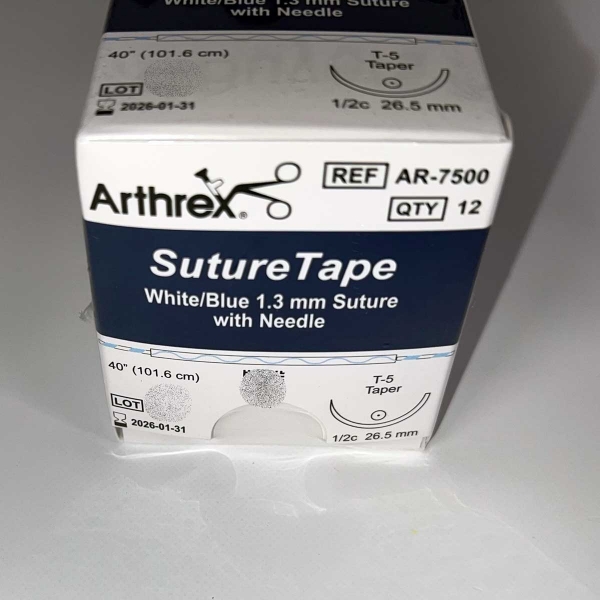 White/Blue 1.3 mm Suture
with Needle
40" (101.6 cm)
T-5
Taper
LOT
2026-01-31
1/2c 26.5 mm
Arthrex®
REF AR-7500
QTY 12
SutureTape
White/Blue 1.3 mm Suture
with Needle
40" (101.6 cm)
T-5
Taper
LOT
2026-01-31
1/2c 26.5 mm